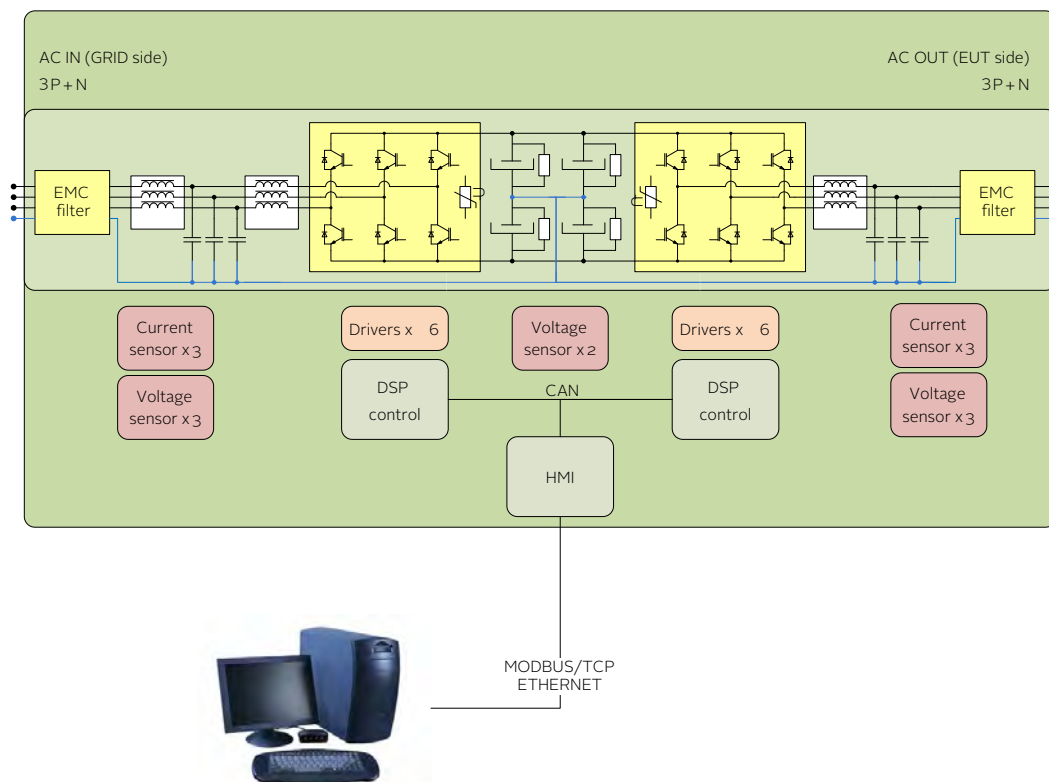 AC IN (GRID side)
3P+N
AC OUT (EUT side)
3P+N
EMC
filter
EMC
filter
Current
sensor x3
Voltage
sensor x3
Drivers x 6
DSP
control
Voltage
sensor x2
CAN
HMI
Drivers x 6
DSP
control
Current
sensor x3
Voltage
sensor x3
MODBUS/TCP
ETHERNET